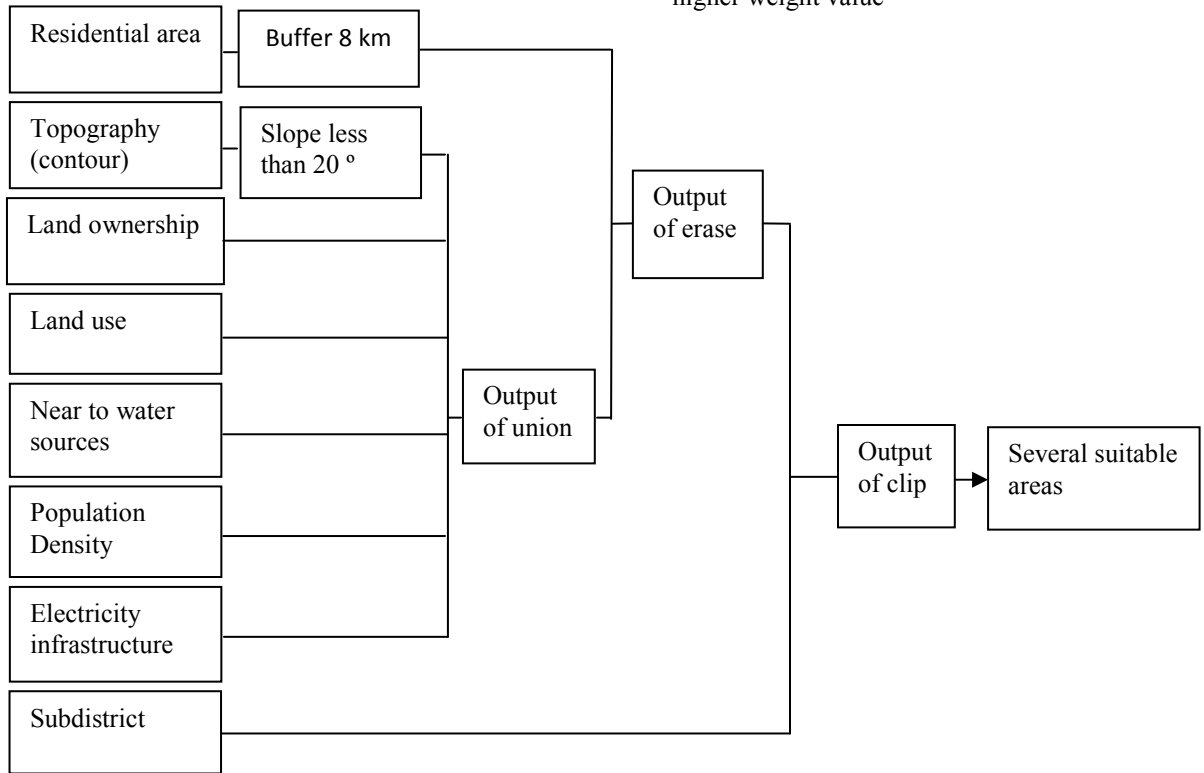 higher weight value
Residential area
Buffer 8 km
Topography
(contour)
Slope less
than 20 º
Land ownership
Land use
Near to water
sources
Population
Density
Electricity
infrastructure
Subdistrict
Output
of union
Output
of erase
Output
of clip
Several suitable
areas